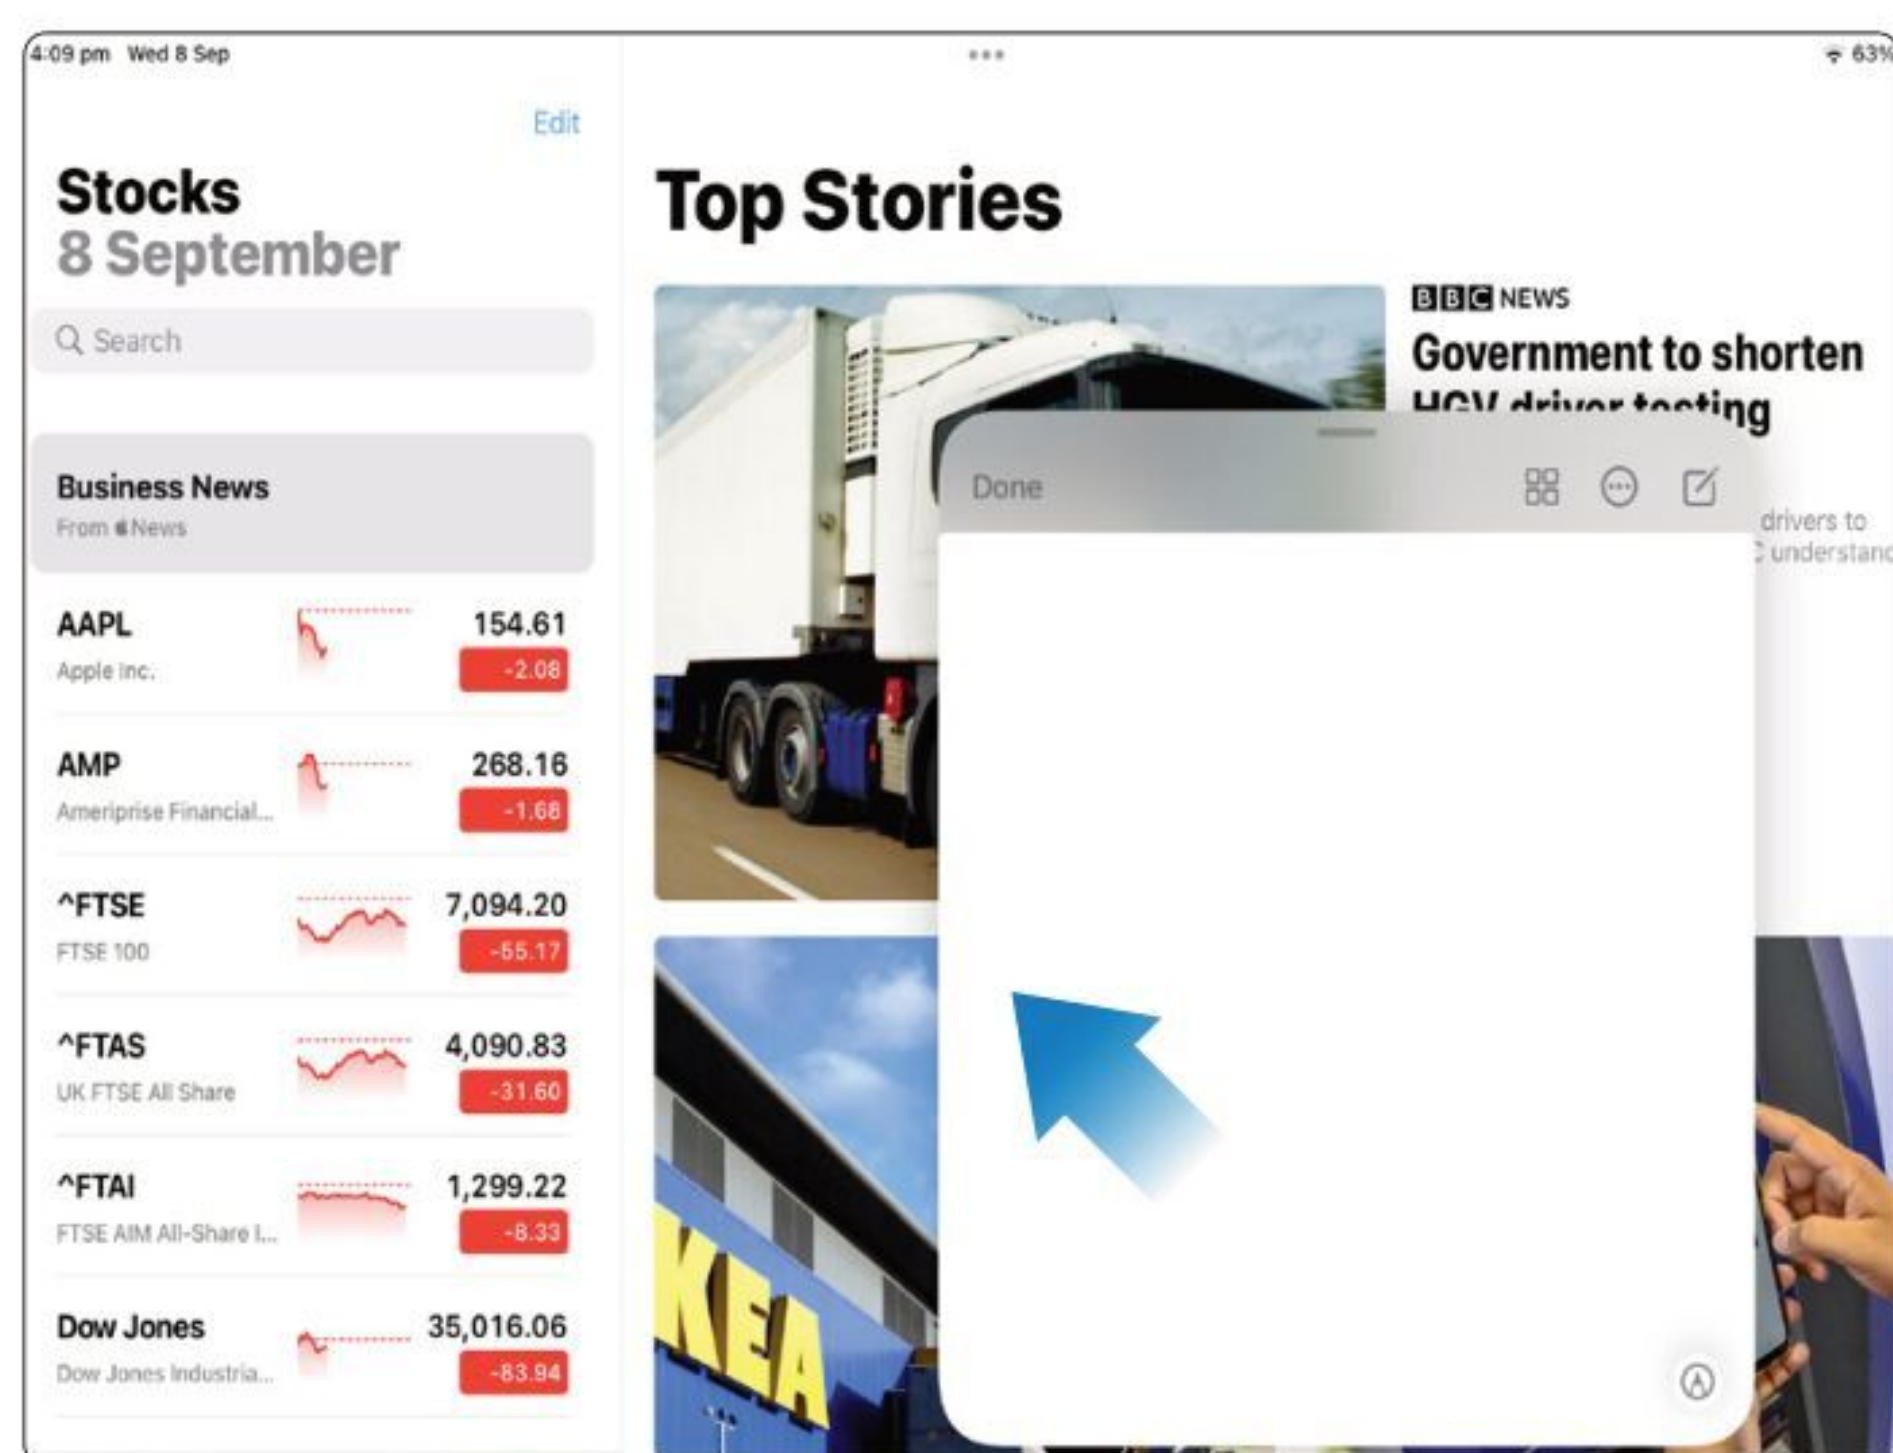 4:09 pm Wed 8 Sep
63%
Edit
Stocks
8 September
Search
Business News
From News
AAPL
154.61
Apple Inc.
-2.08
AMP
268.16
Ameriprise Financial...
-1.68
^FTSE
7,094.20
FTSE 100
-55.17
^FTAS
4,090.83
UK FTSE All Share
-31.60
^FTAI
1,299.22
FTSE AIM All-Share I...
-8.33
Dow Jones
35,016.06
Dow Jones Industria...
-83.94
Top Stories
BBC NEWS
Government to shorten
HGV driver testing
drivers to
C understand
Done
KEA